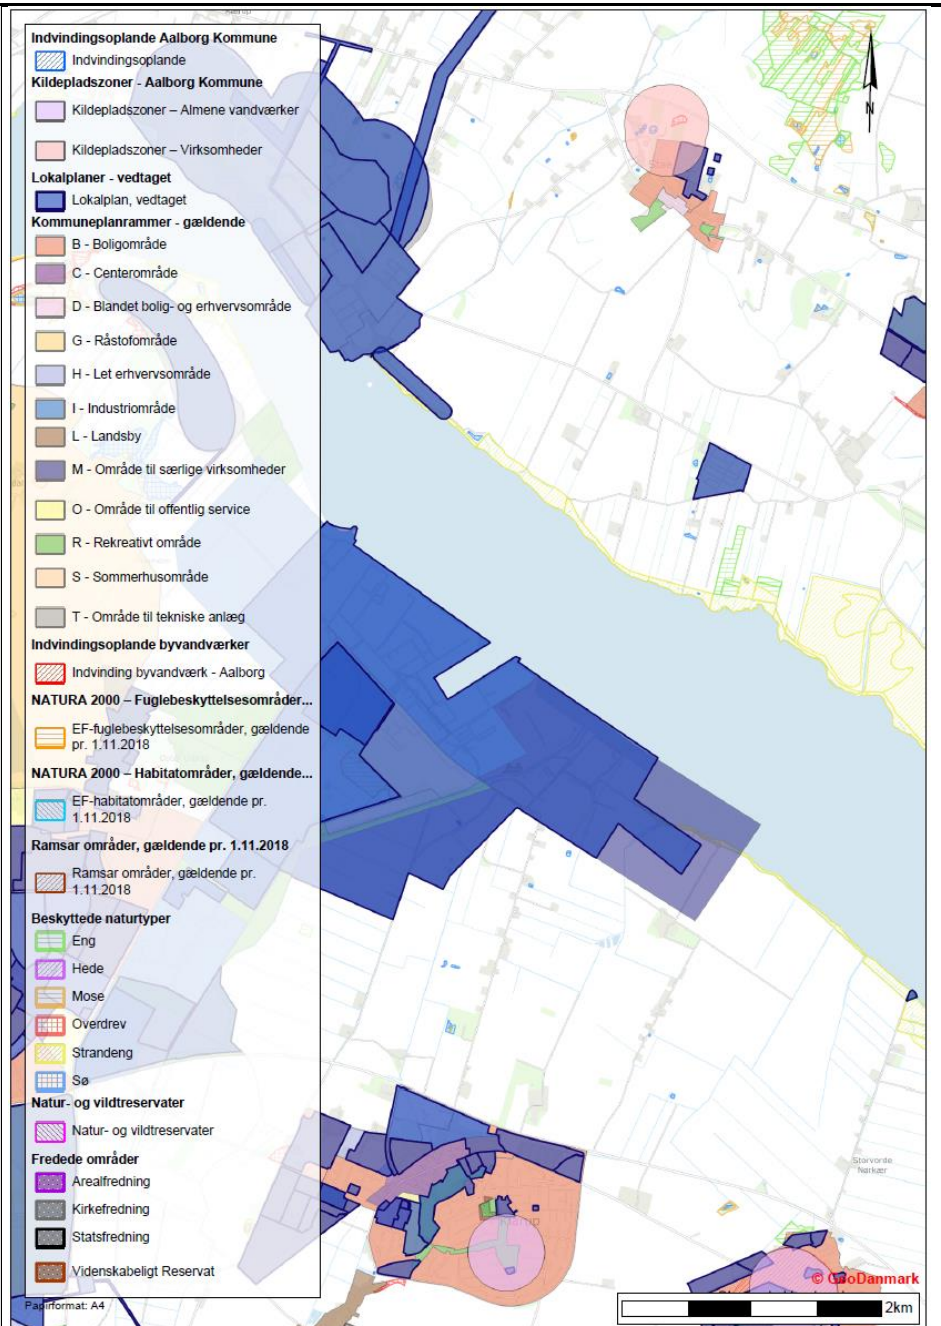 Indvindingsoplande Aalborg Kommune
Indvindingsoplande
Kildepladszoner - Aalborg Kommune
Kildepladszoner – Almene vandværker
Kildepladszoner – Virksomheder
Lokalplaner - vedtaget
Lokalplan, vedtaget
Kommuneplanrammer - gældende
B - Boligområde
C - Centerområde
D - Blandet bolig- og erhvervsområde
G - Råstofområde
H - Let erhvervsområde
I - Industriområde
L - Landsby
M - Område til særlige virksomheder
O - Område til offentlig service
R - Rekreativt område
S - Sommerhusområde
T - Område til tekniske anlæg
Indvindingsoplande byvandværker
Indvinding byvandværk - Aalborg
NATURA 2000 – Fuglebeskyttelsesområder...
EF-fuglebeskyttelsesområder, gældende
pr. 1.11.2018
NATURA 2000 – Habitatområder, gældende...
EF-habitatområder, gældende pr.
1.11.2018
Ramsar områder, gældende pr. 1.11.2018
Ramsar områder, gældende pr.
1.11.2018
Beskyttede naturtyper
Eng
Hede
Mose
Overdrev
Strandeng
Sø
Natur- og vildtreservater
Natur- og vildtreservater
Fredede områder
Arealfredning
Kirkefredning
Statsfredning
Videnskabeligt Reservat
Papirformat: A4
N
Storvorde
Nørkær
© GeoDanmark
2km